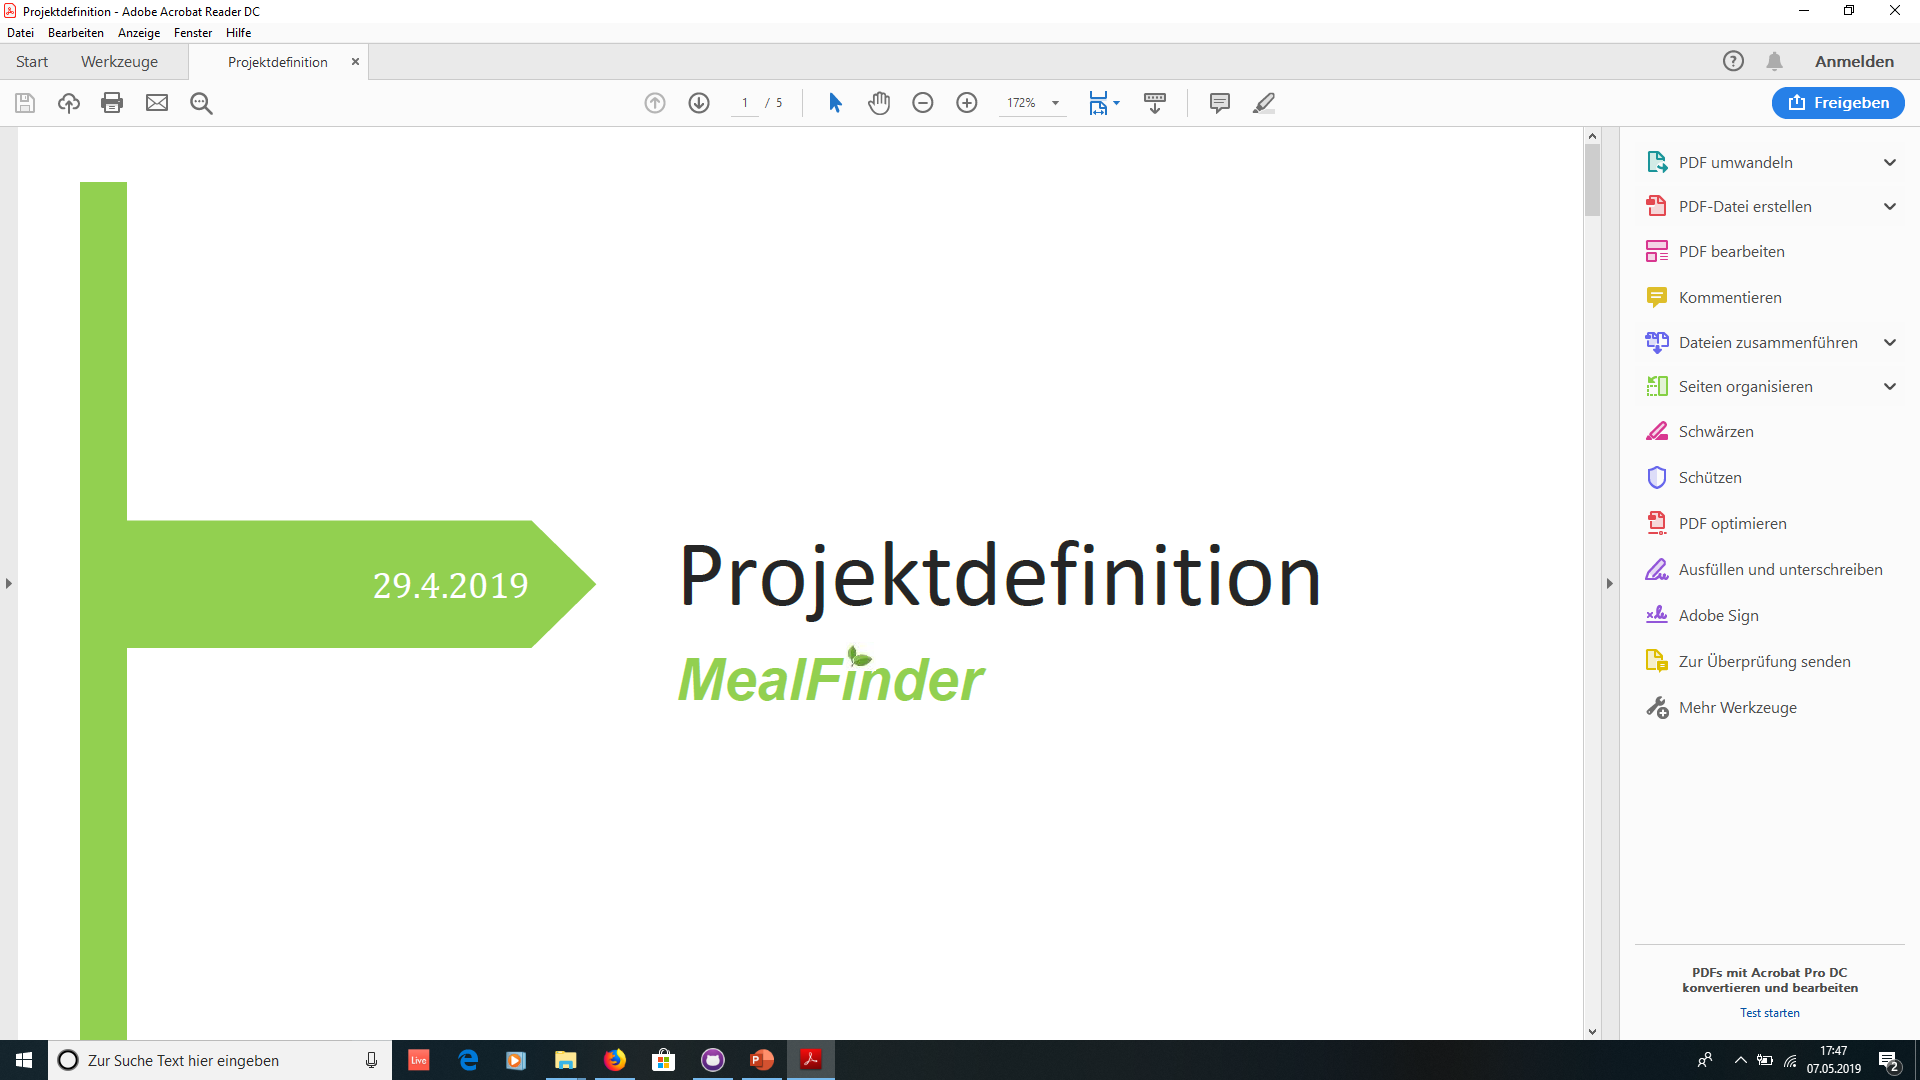 Projektdefinition - Adobe Acrobat Reader DC
Datei Bearbeiten Anzeige Fenster Hilfe
Start Werkzeuge Projektdefinition Anmelden
1 / 5 172% Freigeben
29.4.2019
Projektdefinition
MealFinder
PDF umwandeln
PDF-Datei erstellen
PDF bearbeiten
Kommentieren
Dateien zusammenführen
Seiten organisieren
Schwärzen
Schützen
PDF optimieren
Ausfüllen und unterschreiben
Adobe Sign
Zur Überprüfung senden
Mehr Werkzeuge
PDFs mit Acrobat Pro DC
konvertieren und bearbeiten
Test starten
Zur Suche Text hier eingeben
Live
17:47
07.05.2019
2